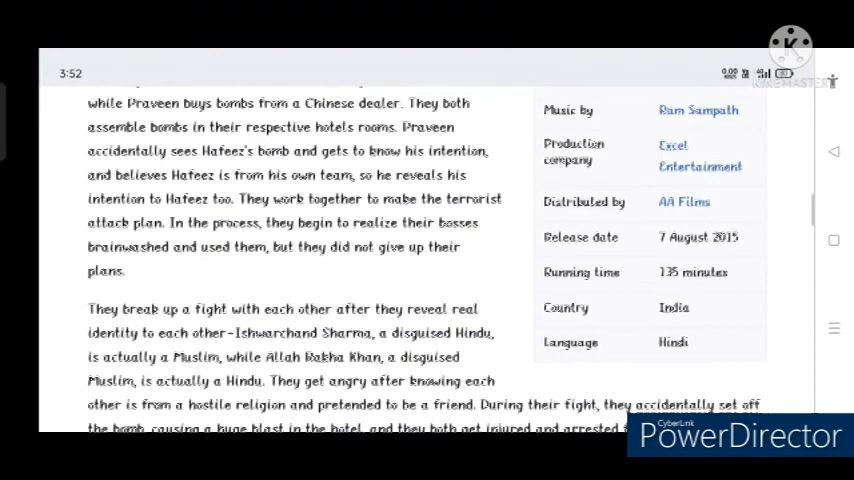 3:52
while Praveen buys bombs from a Chinese dealer. They both
assemble bombs in their respective hotels rooms. Praveen
accidentally sees Hafeez's bomb and gets to know his intention,
and believes Hafeez is from his own team, so he reveals his
intention to Hafeez too. They work together to make the terrorist
attack plan. In the process, they begin to realize their bosses
brainwashed and used them, but they did not give up their
plans.
They break up a fight with each other after they reveal real
identity to each other-Ishwarchand Sharma, a disguised Hindu,
is actually a Muslim, while Allah Rakha Khan, a disguised
Muslim, is actually a Hindu. They get angry after knowing each
other is from a hostile religion and pretended to be a friend. During their fight, they accidentally set off
the bomb, causing a huge blast in the hotel, and they both get injured and arrested
Music by Ram Sampath
Production company Excel Entertainment
Distributed by AA Films
Release date 7 August 2015
Running time 135 minutes
Country India
Language Hindi
K
KINEMASTER
CyberLink
PowerDirector